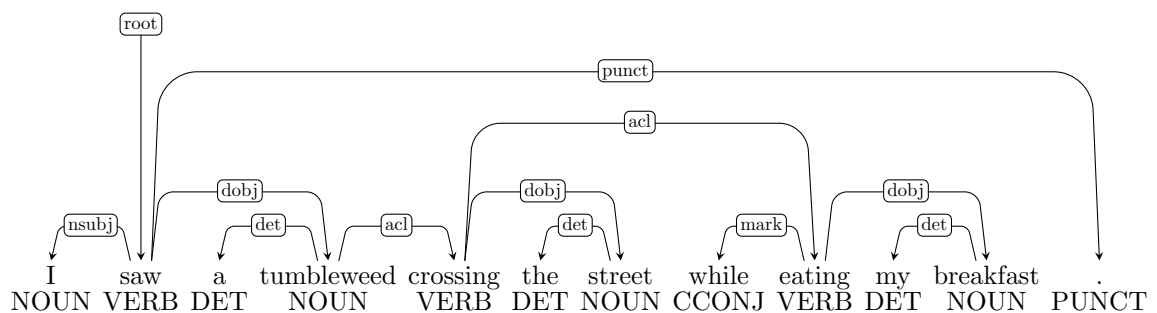 root
punct
acl
dobj dobj dobj
nsubj det acl det mark det
I saw a tumbleweed crossing the street while eating my breakfast .
NOUN VERB DET NOUN VERB DET NOUN CCONJ VERB DET NOUN PUNCT